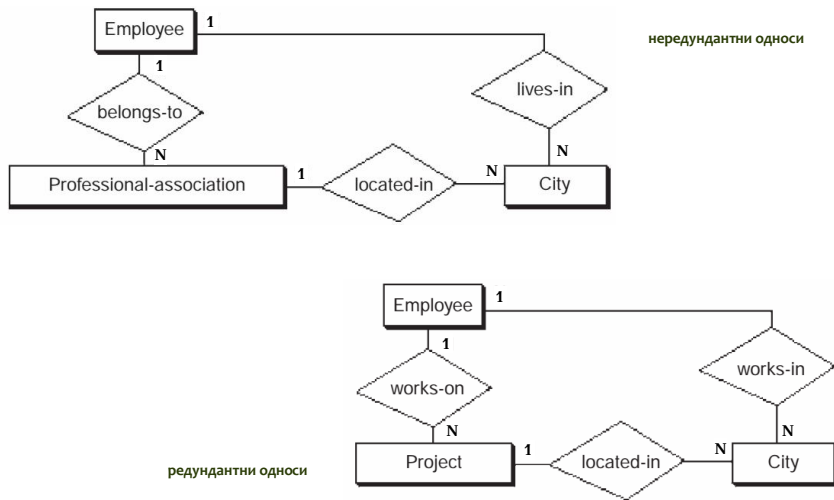 Employee 1
нередундантни односи
1
lives-in
belongs-to
N N
Professional-association 1 located-in N City
Employee 1
1
works-in
works-on
N N
редундантни односи
Project 1 located-in N City